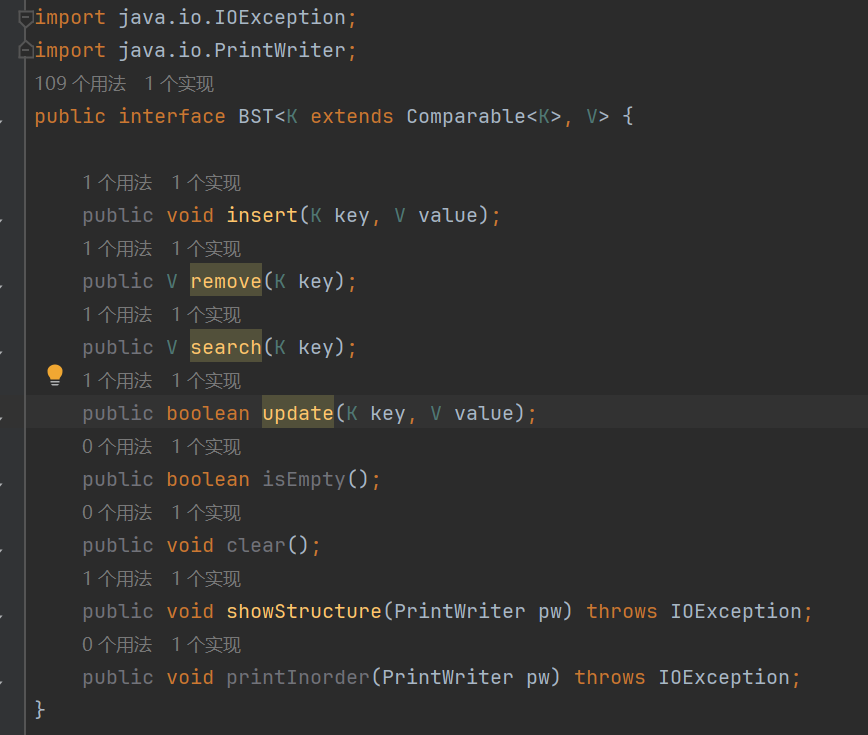 import java.io.IOException;
import java.io.PrintWriter;
109 个用法 1 个实现
public interface BST<K extends Comparable<K>, V> {
1 个用法 1 个实现
public void insert(K key, V value);
1 个用法 1 个实现
public V remove(K key);
1 个用法 1 个实现
public V search(K key);
1 个用法 1 个实现
public boolean update(K key, V value);
0 个用法 1 个实现
public boolean isEmpty();
0 个用法 1 个实现
public void clear();
1 个用法 1 个实现
public void showStructure(PrintWriter pw) throws IOException;
0 个用法 1 个实现
public void printInorder(PrintWriter pw) throws IOException;
}